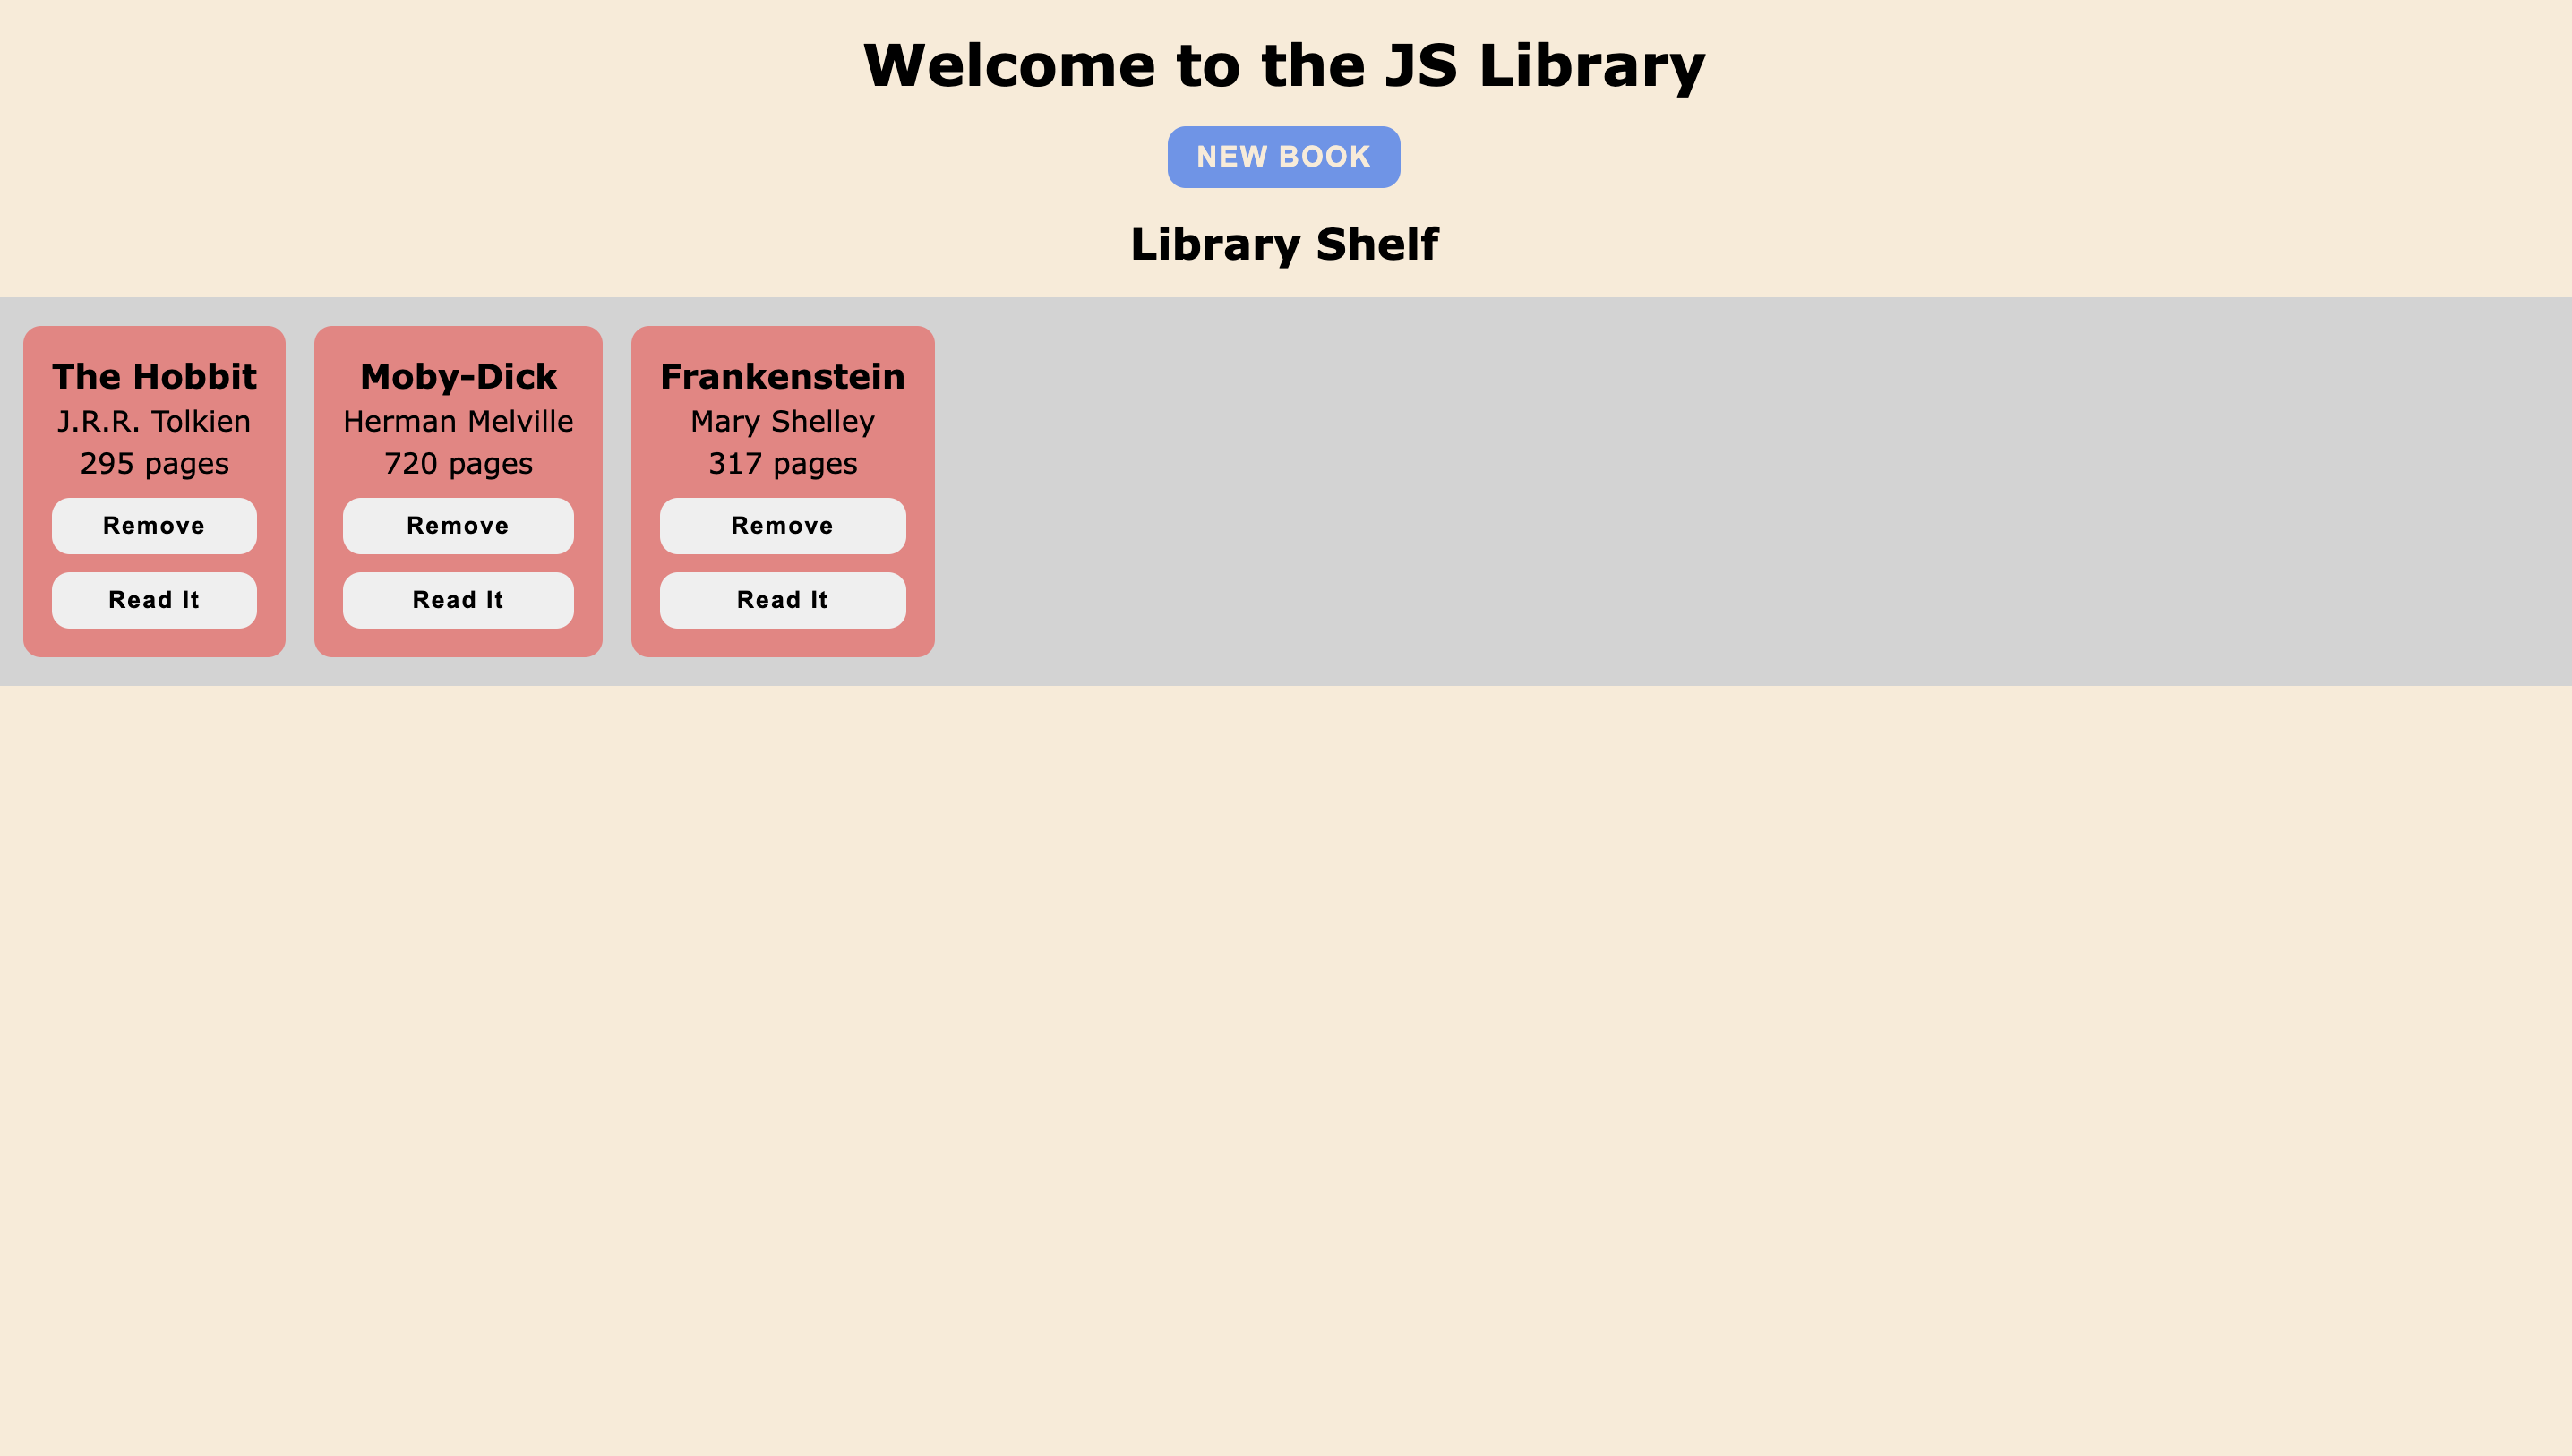 Welcome to the JS Library
NEW BOOK
Library Shelf
The Hobbit
J.R.R. Tolkien
295 pages
Remove
Read It
Moby-Dick
Herman Melville
720 pages
Remove
Read It
Frankenstein
Mary Shelley
317 pages
Remove
Read It